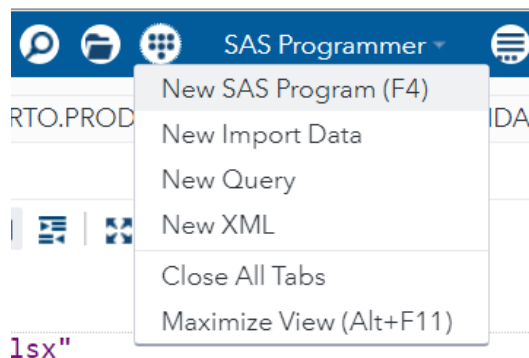 SAS Programmer
New SAS Program (F4)
RTO.PROD
IDA
New Import Data
New Query
New XML
Close All Tabs
Maximize View (Alt+F11)
lsx"